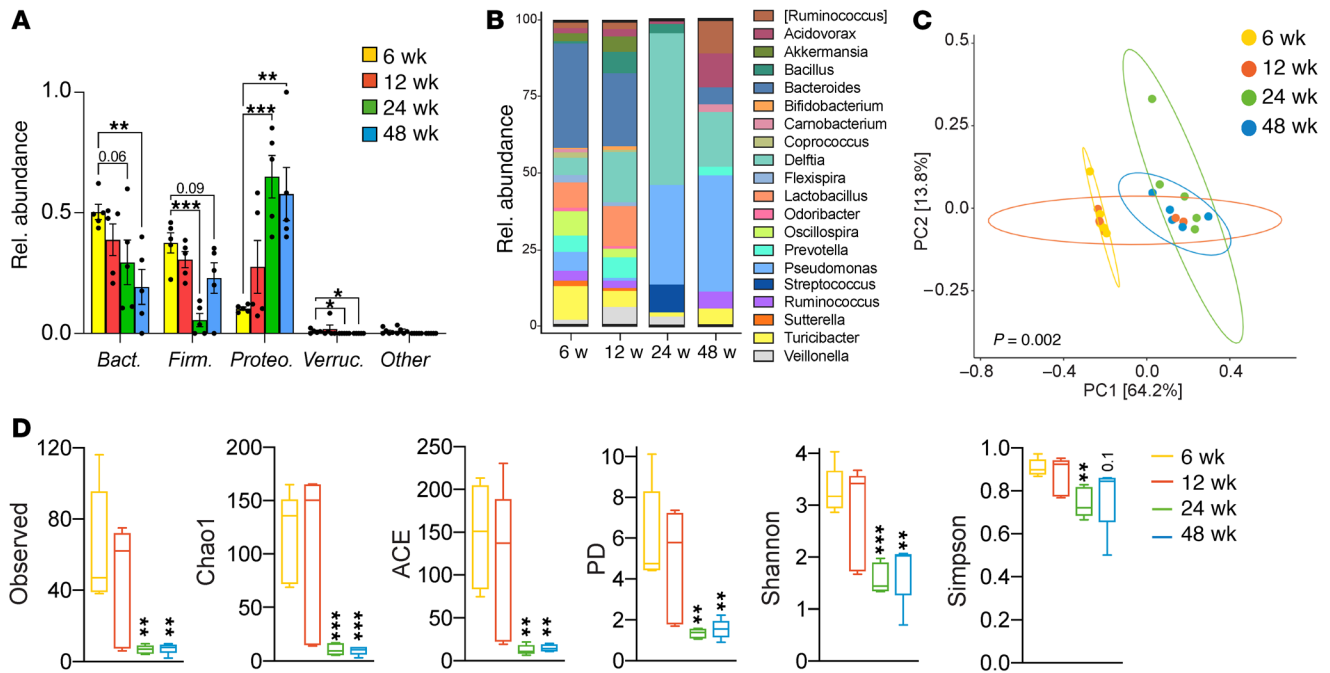 A
6 wk
12 wk
24 wk
48 wk
Rel. abundance
1.0
0.5
0.0
**
0.06
0.09
***
**
***
*
*
Bact. Firm. Proteo. Verruc. Other
B
Rel. abundance
100
75
50
25
0
6 w 12 w 24 w 48 w
[Ruminococcus]
Acidovorax
Akkermansia
Bacillus
Bacteroides
Bifidobacterium
Carnobacterium
Coprococcus
Delftia
Flexispira
Lactobacillus
Odoribacter
Oscillospira
Prevotella
Pseudomonas
Streptococcus
Ruminococcus
Sutterella
Turicibacter
Veillonella
C
6 wk
12 wk
24 wk
48 wk
PC2 [13.8%]
0.5
0.25
0.0
−0.25
P = 0.002
−0.8 −0.4 0.0 0.4
PC1 [64.2%]
D
Observed
120
80
40
0
** **
Chao1
200
150
100
50
0
*** ***
ACE
250
200
150
100
50
0
** **
PD
10
8
6
4
2
0
** **
Shannon
4
3
2
1
0
*** **
Simpson
1.0
0.8
0.6
0.4
0.2
0.0
** 0.1
6 wk
12 wk
24 wk
48 wk